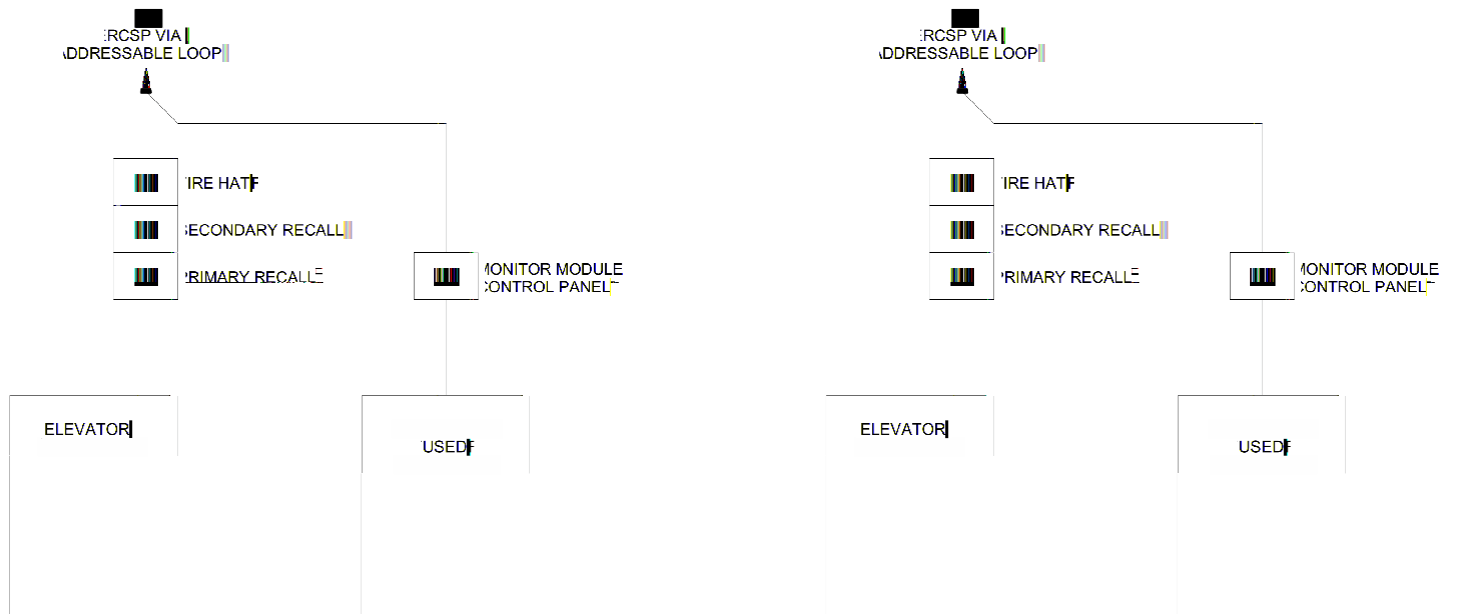 ERCSP VIA
ADDRESSABLE LOOP
FIRE HAT
SECONDARY RECALL
PRIMARY RECALL
MONITOR MODULE
CONTROL PANEL
ELEVATOR
USED
ERCSP VIA
ADDRESSABLE LOOP
FIRE HAT
SECONDARY RECALL
PRIMARY RECALL
MONITOR MODULE
CONTROL PANEL
ELEVATOR
USED